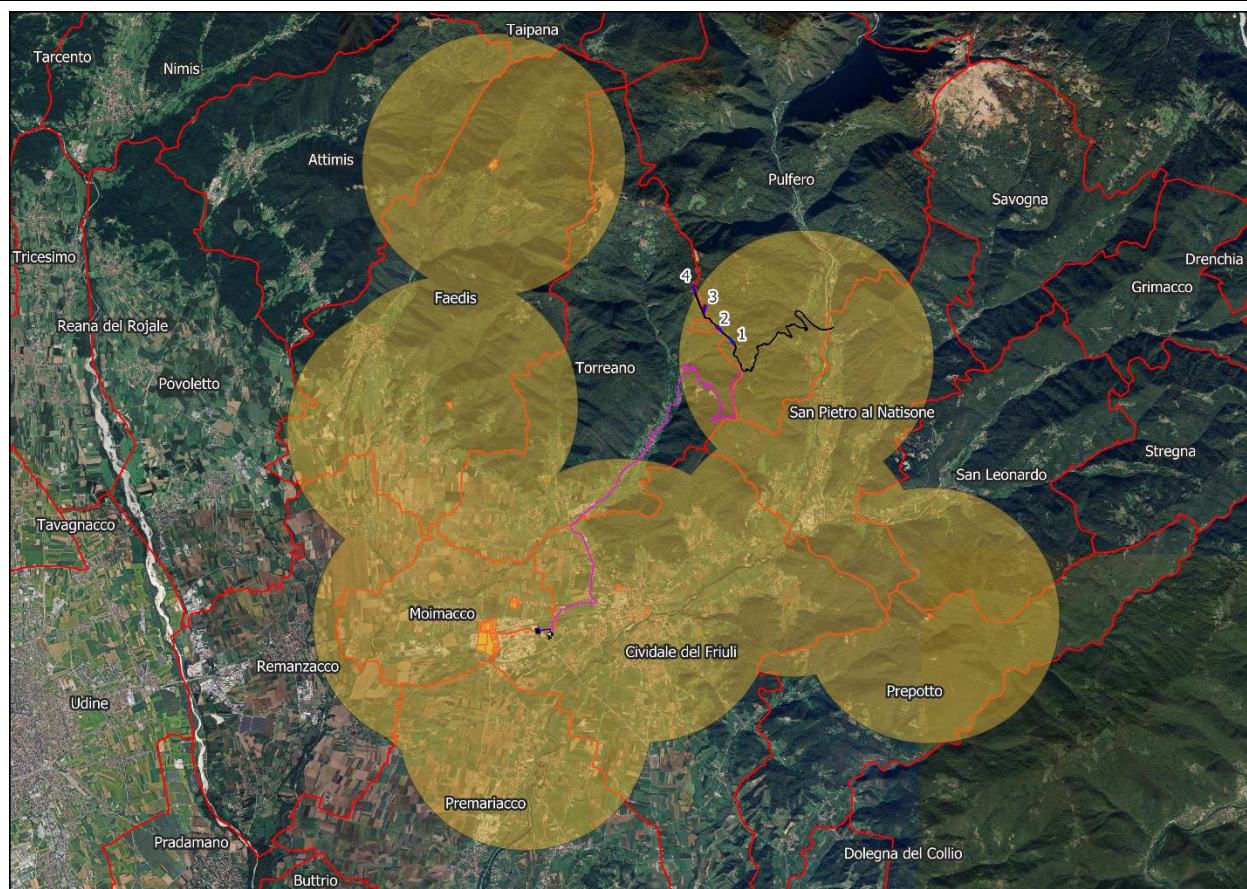 Taipana
Tarcento
Nimis
Attimis
Pulfero
Savogna
Tricesimo
Drenchia
Grimacco
4
Faedis
3
Reana del Rojale
2
1
Torreano
Povoletto
San Pietro al Natisone
Stregna
San Leonardo
Tavagnacco
Moimacco
Cividale del Friuli
Remanzacco
Prepotto
Udine
Premariacco
Pradamano
Dolegna del Collio
Buttrio